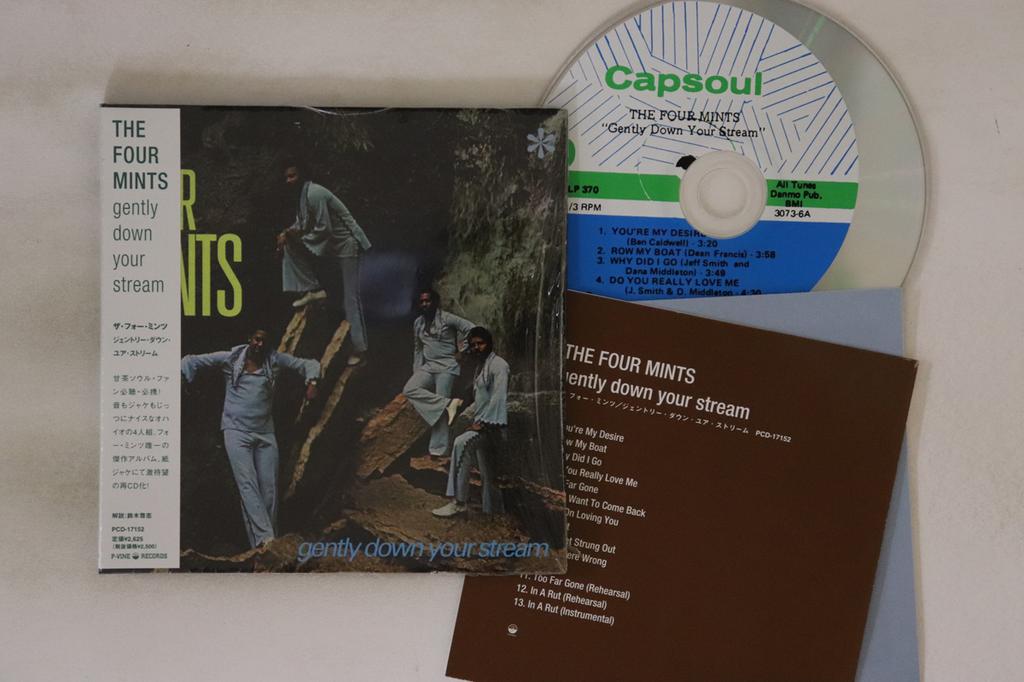 THE
FOUR
MINTS
gently
down
your
stream
ザ・フォー・ミンツ
ジェントリー・ダウン・
ユア・ストリーム
甘茶ソウル・ファ
ン必聴・必携!
音もジャケもじっ
つにナイスなオハ
イオの4人組、フォ
ー・ミンツ唯一の
傑作アルバム、紙
ジャケにて激待望
の再CD化!
解説:鈴木啓志
PCD-17152
定価¥2,625
(税抜価格¥2,500)
P-VINE RECORDS
R
NTS
gently down your stream
Capsoul
THE FOUR MINTS
"Gently Down Your Stream"
LP 370
/3 RPM
All Tunes
Danmo Pub.
BMI
3073-6A
1. YOU'RE MY DESIRE
(Ben Caldwell) - 3:20
2. ROW MY BOAT (Dean Francis) - 3:58
3. WHY DID I GO (Jeff Smith and
Dana Middleton) - 3:49
4. DO YOU REALLY LOVE ME
(J. Smith & D. Middleton - 4:30
THE FOUR MINTS
gently down your stream
フォー・ミンツ/ジェントリー・ダウン・ユア・ストリーム PCD-17152
ou're My Desire
w My Boat
y Did I Go
You Really Love Me
Far Gone
Want To Come Back
On Loving You
t
t Strung Out
ere Wrong
11. Too Far Gone (Rehearsal)
12. In A Rut (Rehearsal)
13. In A Rut (Instrumental)